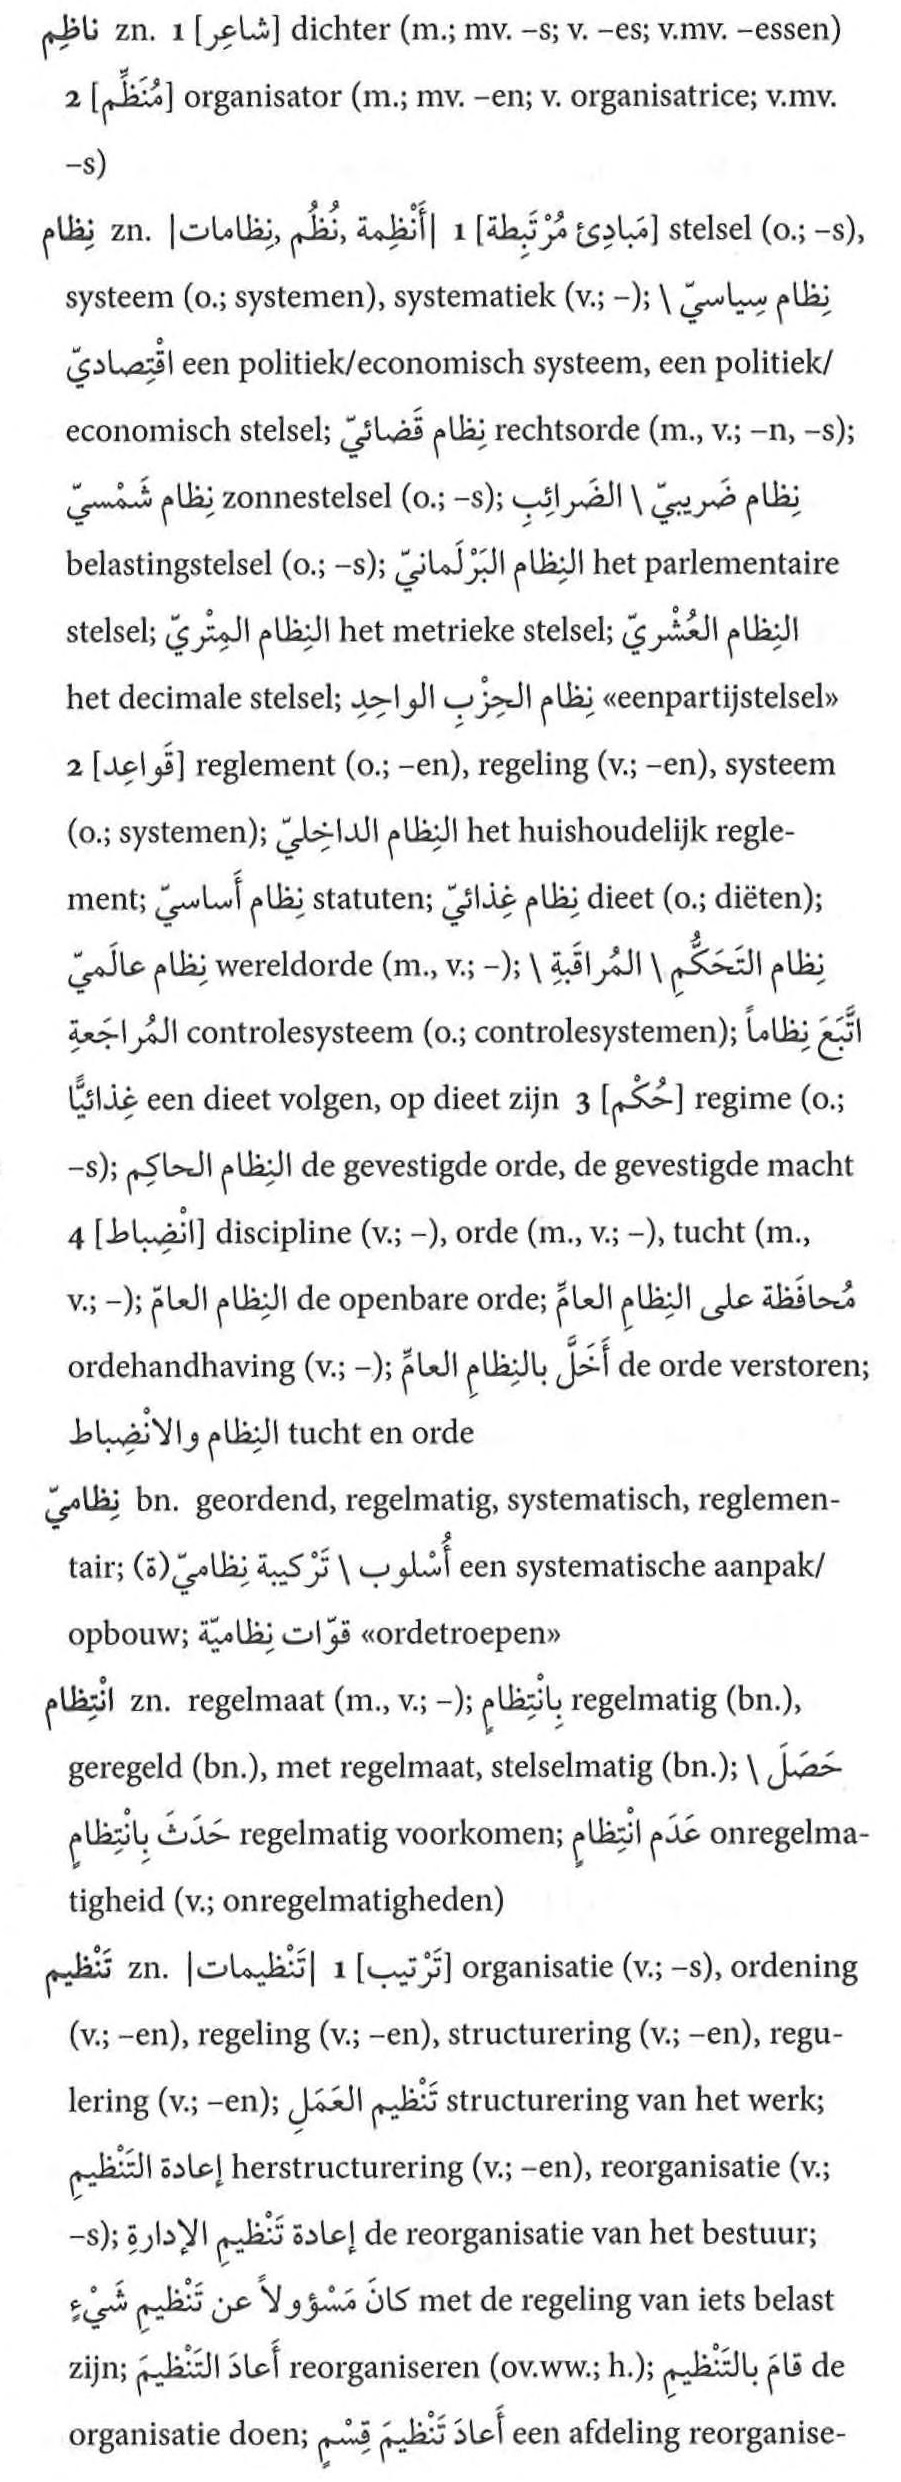 ناظِم zn. 1 [شاعِر] dichter (m.; mv. –s; v. –es; v.mv. –essen)
2 [مُنَظِّم] organisator (m.; mv. –en; v. organisatrice; v.mv.
–s)
نِظام zn. |أَنْظِمة, نُظُم, نِظامات| 1 [مَبادِئ مُرْتَبِطة] stelsel (o.; –s),
systeem (o.; systemen), systematiek (v.; –); نِظام سِياسيّ \
اقْتِصاديّ een politiek/economisch systeem, een politiek/
economisch stelsel; نِظام قَضائيّ rechtsorde (m., v.; –n, –s);
نِظام شَمْسيّ zonnestelsel (o.; –s); نِظام ضَريبيّ \ الضَرائِبِ
belastingstelsel (o.; –s); النِظام البَرْلَمانيّ het parlementaire
stelsel; النِظام المِتْريّ het metrieke stelsel; النِظام العُشْريّ
het decimale stelsel; نِظام الحِزْبِ الواحِدِ «eenpartijstelsel»
2 [قَواعِد] reglement (o.; –en), regeling (v.; –en), systeem
(o.; systemen); النِظام الداخِليّ het huishoudelijk regle-
ment; نِظام أَساسيّ statuten; نِظام غِذائيّ dieet (o.; diëten);
نِظام عالَميّ wereldorde (m., v.; –); نِظام التَحَكُّمِ \ المُراقَبةِ \
المُراجَعةِ controlesysteem (o.; controlesystemen); اتَّبَعَ نِظاماً
غِذائيًّا een dieet volgen, op dieet zijn 3 [حُكْم] regime (o.;
–s); النِظام الحاكِم de gevestigde orde, de gevestigde macht
4 [انْضِباط] discipline (v.; –), orde (m., v.; –), tucht (m.,
v.; –); النِظام العامّ de openbare orde; مُحافَظة على النِظامِ العامِّ
ordehandhaving (v.; –); أَخَلَّ بالنِظامِ العامِّ de orde verstoren;
النِظام والانْضِباط tucht en orde
نِظاميّ bn. geordend, regelmatig, systematisch, reglemen-
tair; أُسْلوب \ تَرْكيبة نِظاميّ(ة) een systematische aanpak/
opbouw; قوّات نِظاميّة «ordetroepen»
انْتِظام zn. regelmaat (m., v.; –); بِانْتِظامٍ regelmatig (bn.),
geregeld (bn.), met regelmaat, stelselmatig (bn.); حَصَلَ \
حَدَثَ بِانْتِظامٍ regelmatig voorkomen; عَدَم انْتِظامٍ onregelma-
tigheid (v.; onregelmatigheden)
تَنْظيم zn. |تَنْظيمات| 1 [تَرْتيب] organisatie (v.; –s), ordening
(v.; –en), regeling (v.; –en), structurering (v.; –en), regu-
lering (v.; –en); تَنْظيم العَمَلِ structurering van het werk;
إعادة التَنْظيمِ herstructurering (v.; –en), reorganisatie (v.;
–s); إعادة تَنْظيمِ الإدارةِ de reorganisatie van het bestuur;
كانَ مَسْؤولاً عن تَنْظيمِ شَيْءٍ met de regeling van iets belast
zijn; أَعادَ التَنْظيمَ reorganiseren (ov.ww.; h.); قامَ بالتَنْظيمِ de
organisatie doen; أَعادَ تَنْظيمَ قِسْمٍ een afdeling reorganise-